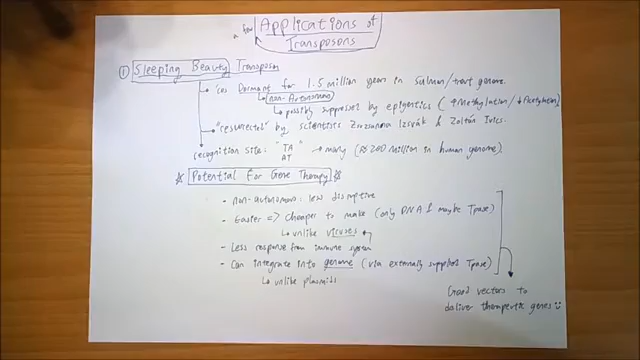 a few Applications of
Transposons
① Sleeping Beauty Transposon
'cos Dormant for 1.5 million years in Salmon/trout genome.
non-Autonomous
possibly suppressed by epigentics (↑Methylation/↓Acetylation)
"resurrected" by scientists Zsuzsanna Izsvák & Zoltán Ivics.
recognition site: "TA → many (≈ 200 million in human genome).
AT"
* Potential For Gene Therapy *
- non-autonomous: less disruptive
- Easier => Cheaper to make (only DNA & maybe Tpase)
↳ unlike viruses
- Less response from immune system
- Can integrate into genome (via externally supplied Tpase)
↳ unlike plasmids
Good vectors to
deliver therapeutic genes :)